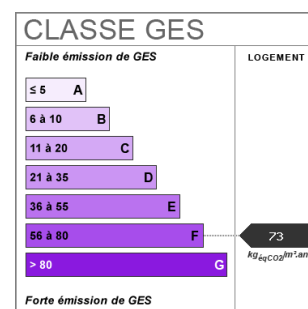 CLASSE GES
Faible émission de GES
LOGEMENT
≤ 5 A
6 à 10 B
11 à 20 C
21 à 35 D
36 à 55 E
56 à 80 F
73
> 80 G
kgéqCO2/m².an
Forte émission de GES